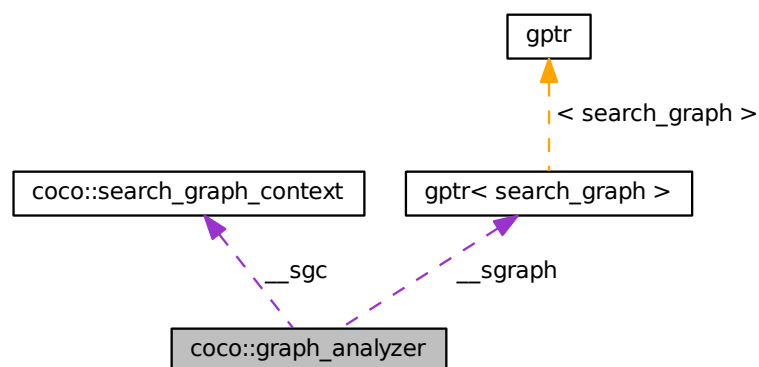 gptr
< search_graph >
coco::search_graph_context
gptr< search_graph >
__sgc
__sgraph
coco::graph_analyzer